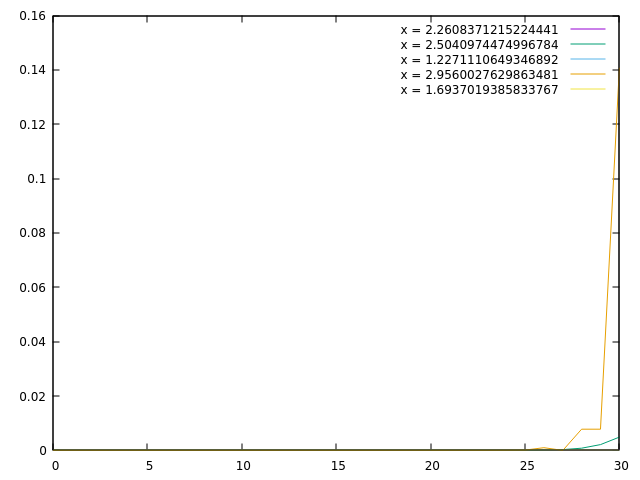 0.16
x = 2.2608371215224441
x = 2.5040974474996784
x = 1.2271110649346892
x = 2.9560027629863481
x = 1.6937019385833767
0.14
0.12
0.1
0.08
0.06
0.04
0.02
0
0 5 10 15 20 25 30